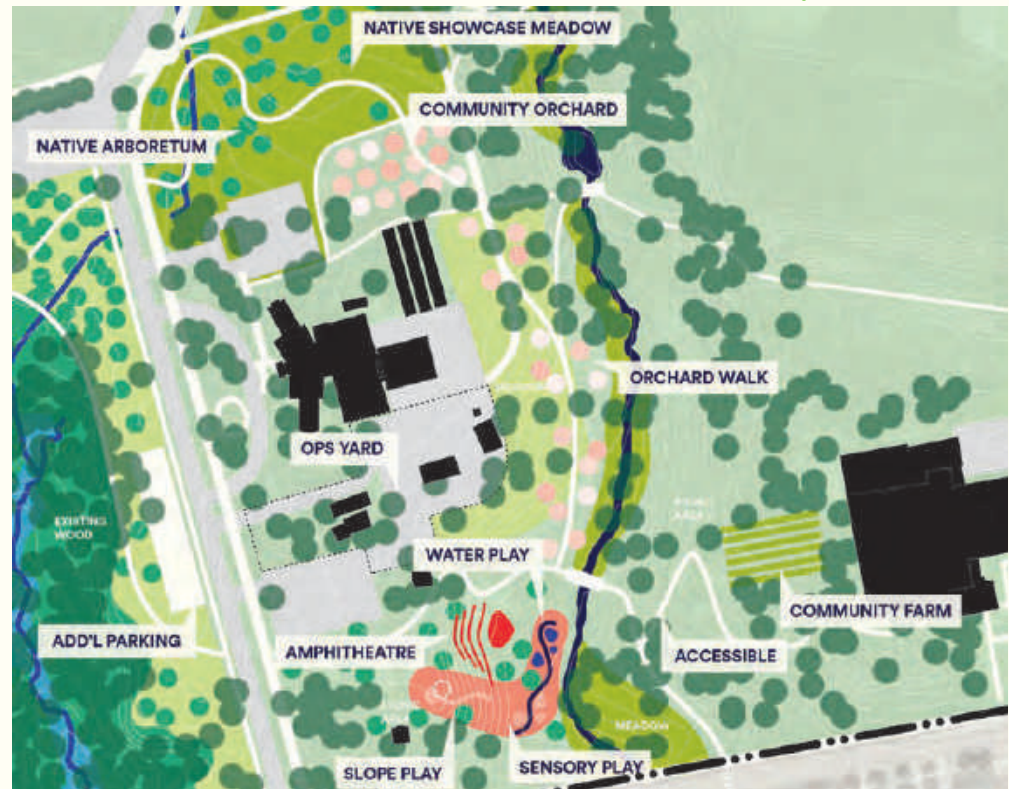 NATIVE SHOWCASE MEADOW
COMMUNITY ORCHARD
NATIVE ARBORETUM
ORCHARD WALK
OPS YARD
EXISTING
WOOD
AREA
WATER PLAY
COMMUNITY FARM
ADD'L PARKING
AMPHITHEATRE
ACCESSIBLE
MEADOW
SLOPE PLAY
SENSORY PLAY